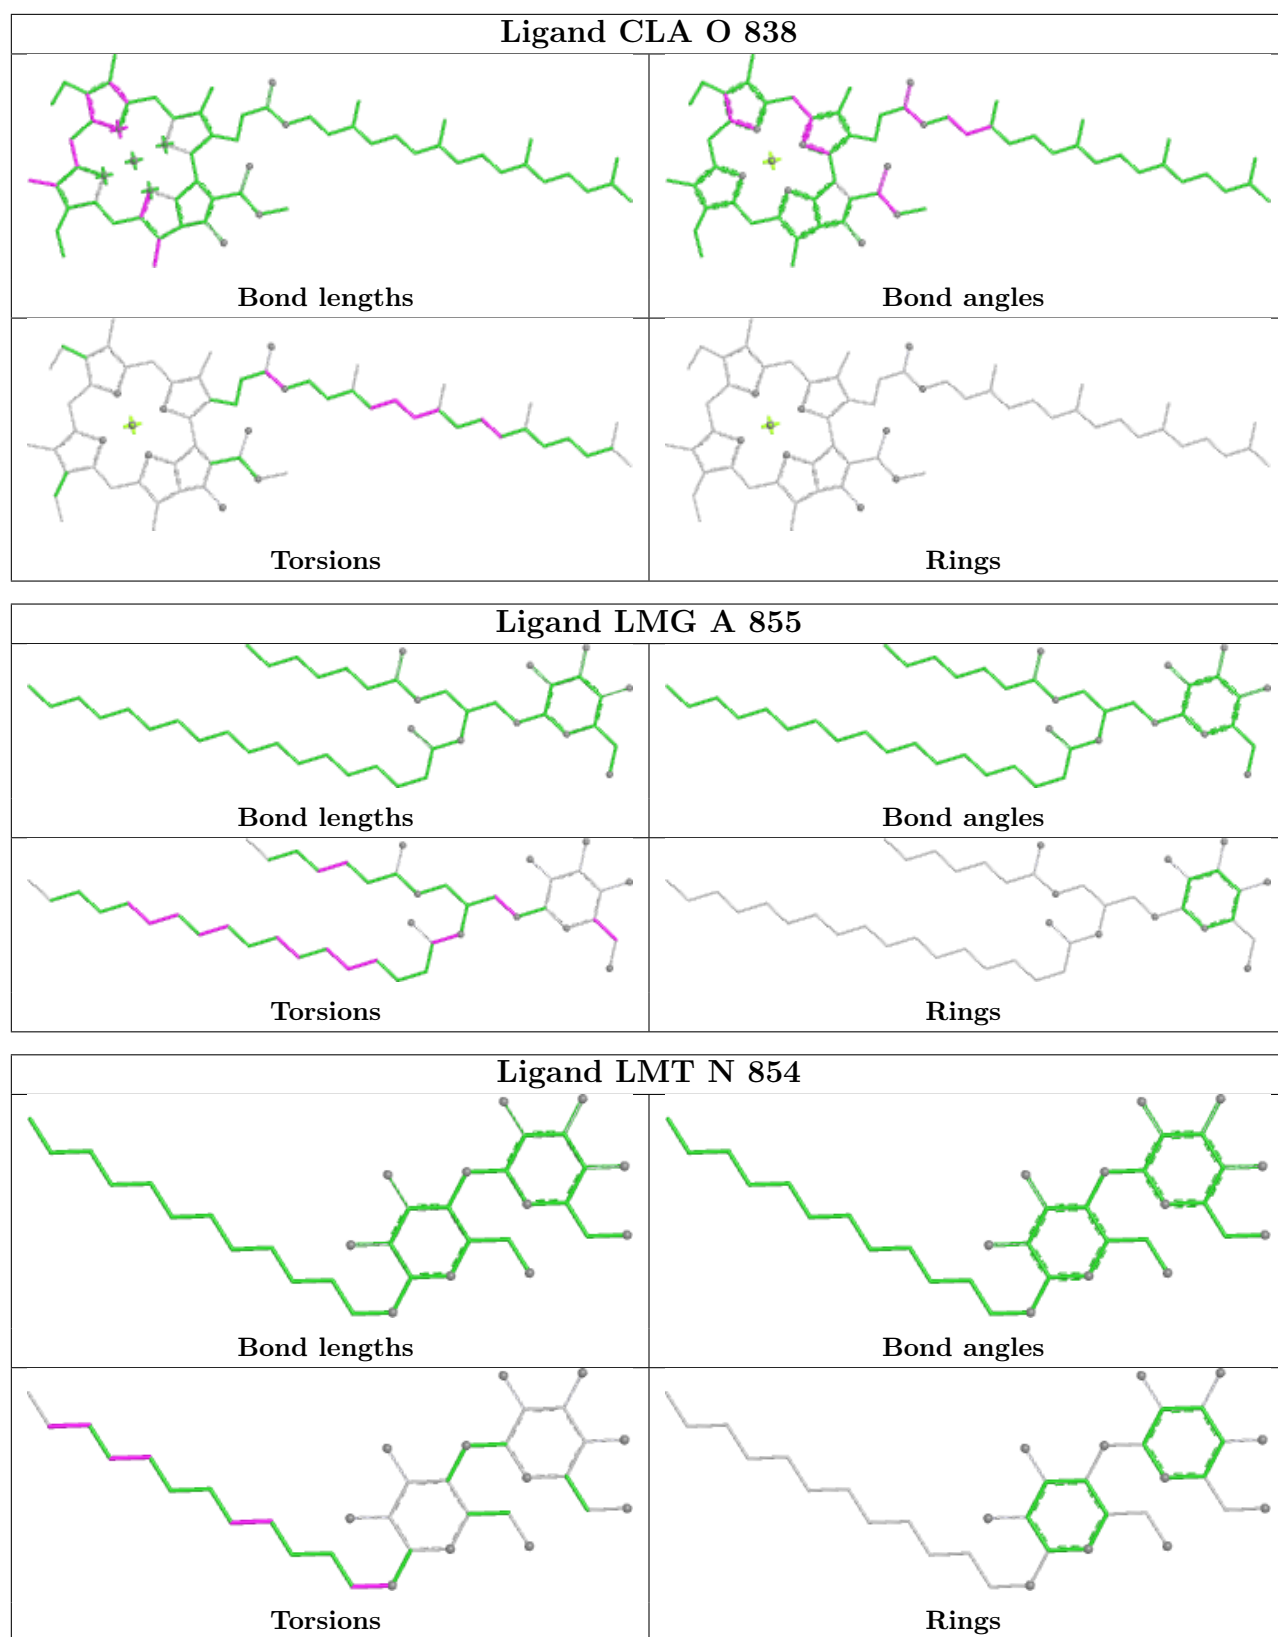 Ligand CLA O 838
Bond lengths
Bond angles
Torsions
Rings
Ligand LMG A 855
Bond lengths
Bond angles
Torsions
Rings
Ligand LMT N 854
Bond lengths
Bond angles
Torsions
Rings